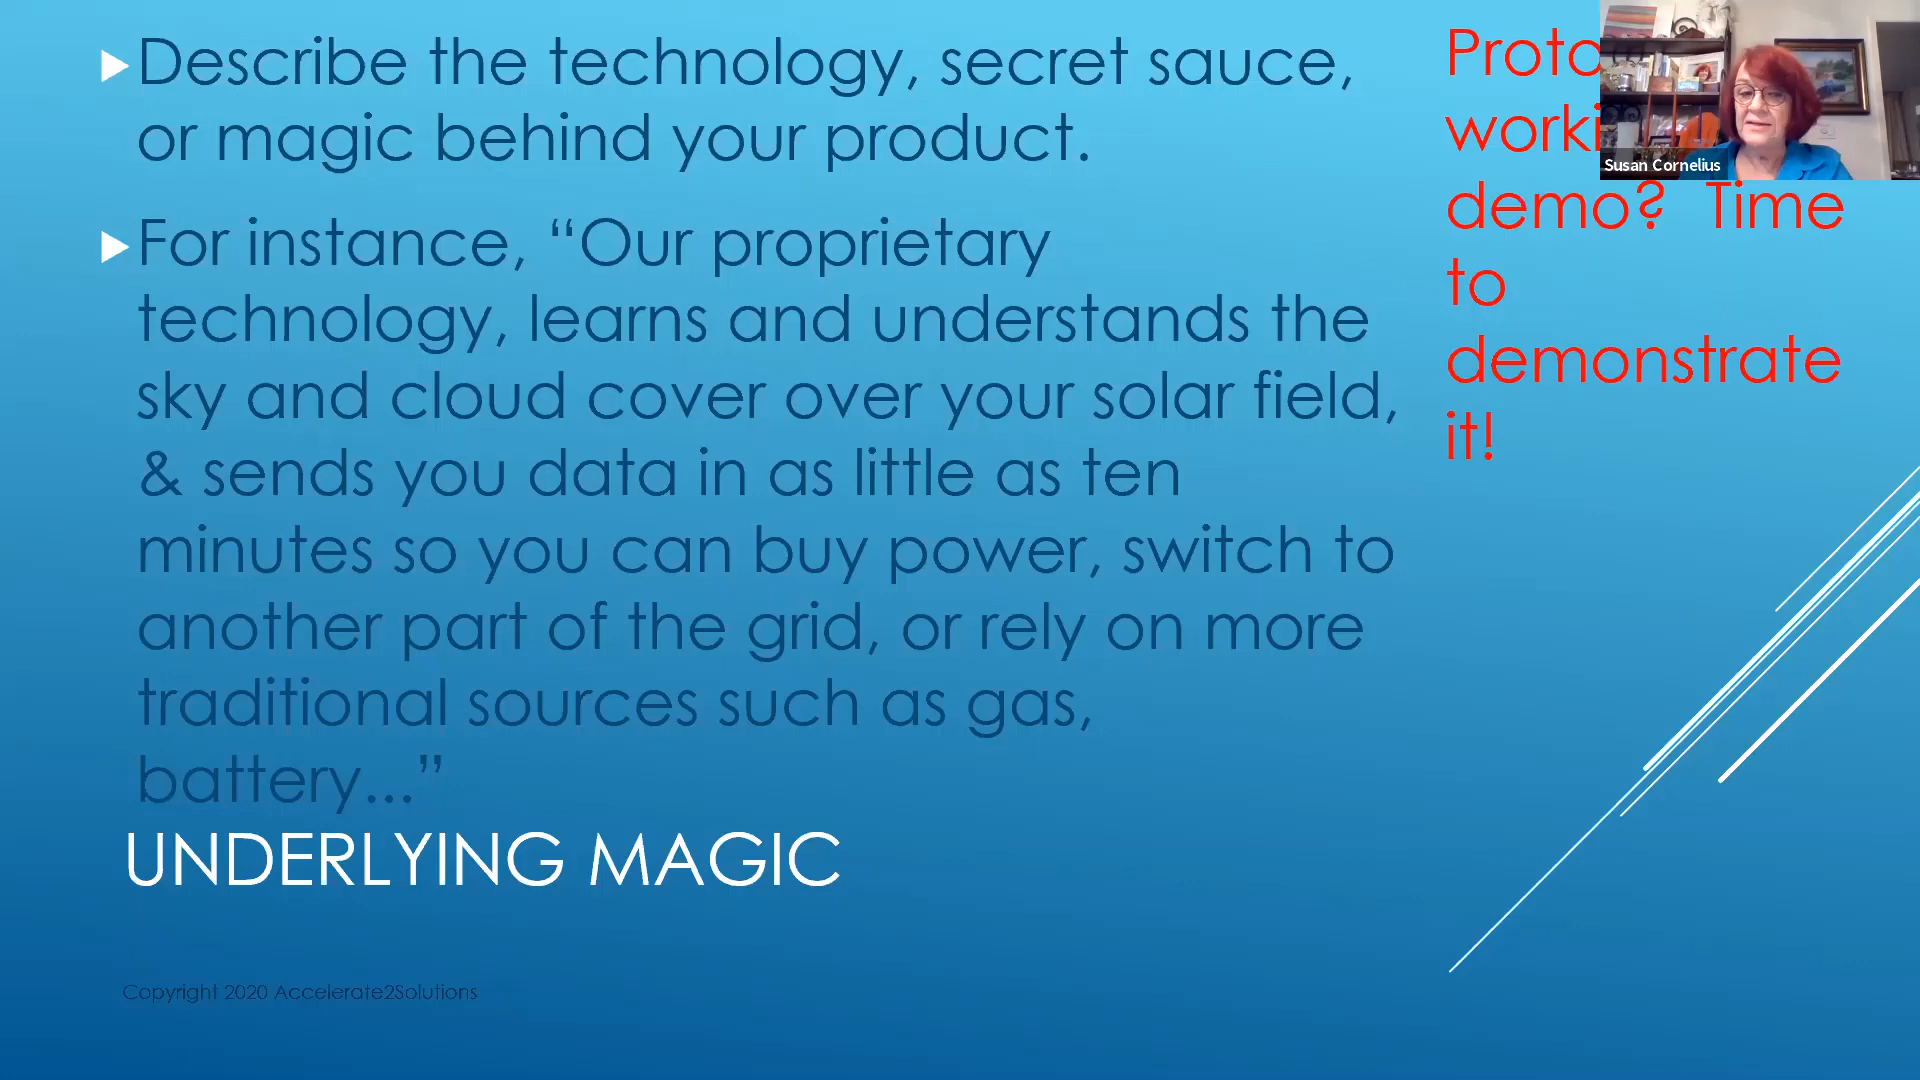 Describe the technology, secret sauce,
or magic behind your product.
For instance, “Our proprietary
technology, learns and understands the
sky and cloud cover over your solar field,
& sends you data in as little as ten
minutes so you can buy power, switch to
another part of the grid, or rely on more
traditional sources such as gas,
battery...”
UNDERLYING MAGIC
Copyright 2020 Accelerate2Solutions
demo? Time
to
demonstrate
it!
Susan Cornelius